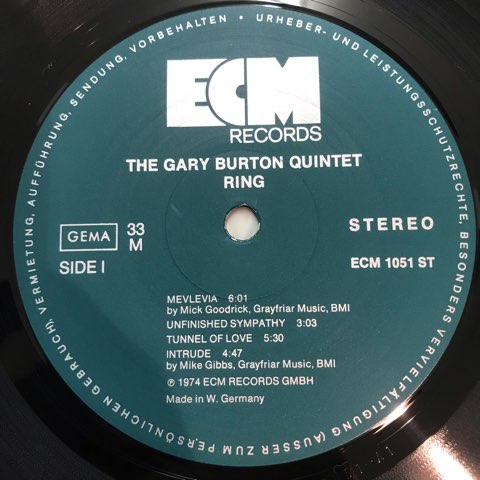 ECM
RECORDS
THE GARY BURTON QUINTET
RING
GEMA
33
M
STEREO
SIDE I
ECM 1051 ST
MEVLEVIA 6:01
by Mick Goodrick, Grayfriar Music, BMI
UNFINISHED SYMPATHY 3:03
TUNNEL OF LOVE 5:30
INTRUDE 4:47
by Mike Gibbs, Grayfriar Music, BMI
℗ 1974 ECM RECORDS GMBH
Made in W. Germany
URHEBER- UND LEISTUNGSSCHUTZRECHTE, BESONDERS VERVIELFÄLTIGUNG (AUSSER ZUM PERSÖNLICHEN GEBRAUCH), VERMIETUNG, AUFFÜHRUNG, SENDUNG, VORBEHALTEN •